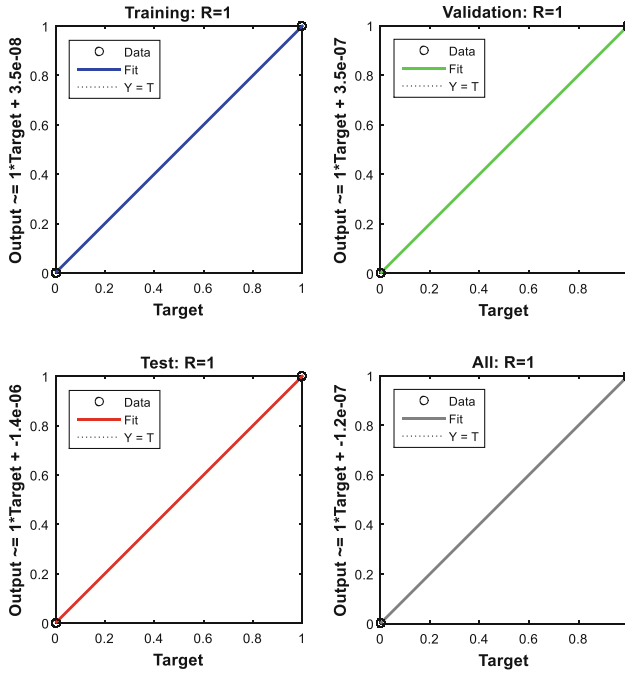 Training: R=1
Output ~= 1*Target + 3.5e-08
1
0.8
0.6
0.4
0.2
0
Data
Fit
Y = T
0 0.2 0.4 0.6 0.8 1
Target
Validation: R=1
Output ~= 1*Target + 3.5e-07
1
0.8
0.6
0.4
0.2
0
Data
Fit
Y = T
0 0.2 0.4 0.6 0.8
Target
Test: R=1
Output ~= 1*Target + -1.4e-06
1
0.8
0.6
0.4
0.2
0
Data
Fit
Y = T
0 0.2 0.4 0.6 0.8 1
Target
All: R=1
Output ~= 1*Target + -1.2e-07
1
0.8
0.6
0.4
0.2
0
Data
Fit
Y = T
0 0.2 0.4 0.6 0.8
Target